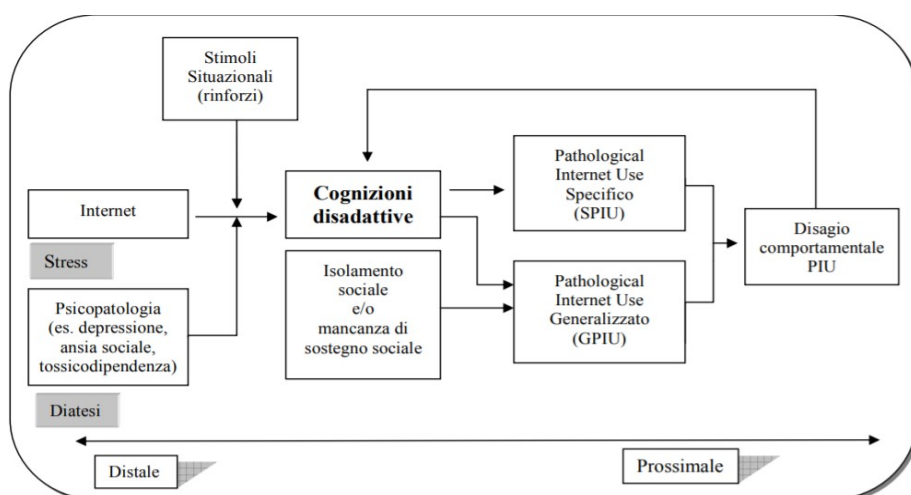 Stimoli
Situazionali
(rinforzi)
Internet
Stress
Psicopatologia
(es. depressione,
ansia sociale,
tossicodipendenza)
Diatesi
Cognizioni
disadattive
Isolamento
sociale
e/o
mancanza di
sostegno sociale
Pathological
Internet Use
Specifico
(SPIU)
Pathological
Internet Use
Generalizzato
(GPIU)
Disagio
comportamentale
PIU
Distale
Prossimale